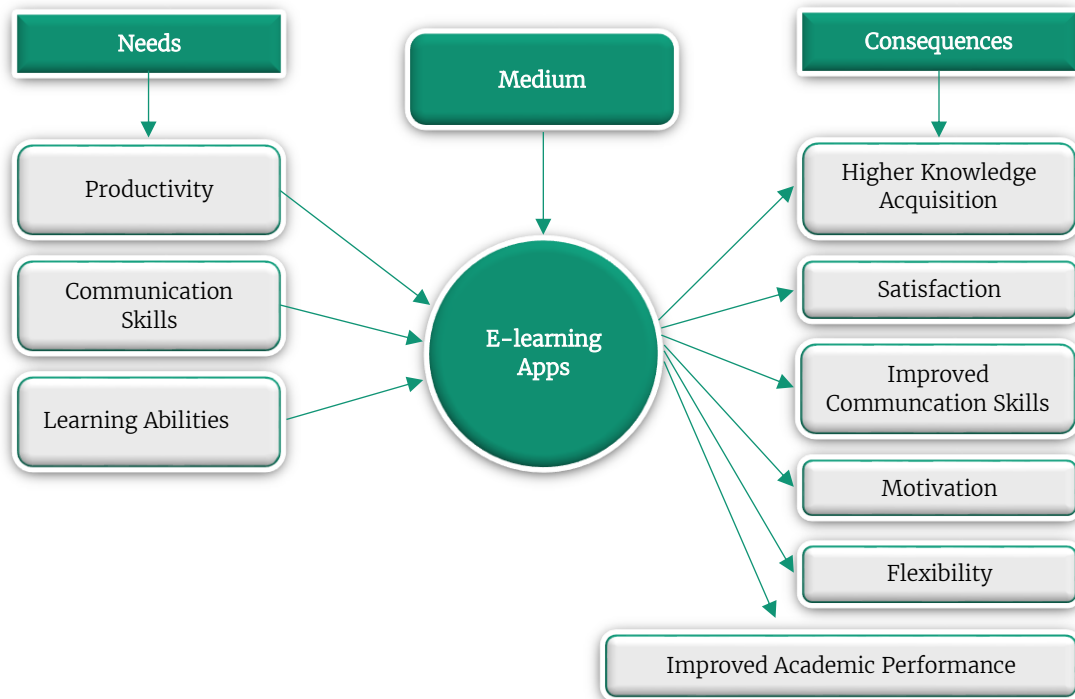 Needs
Productivity
Communication
Skills
Learning Abilities
Medium
E-learning
Apps
Consequences
Higher Knowledge
Acquisition
Satisfaction
Improved
Communcation Skills
Motivation
Flexibility
Improved Academic Performance